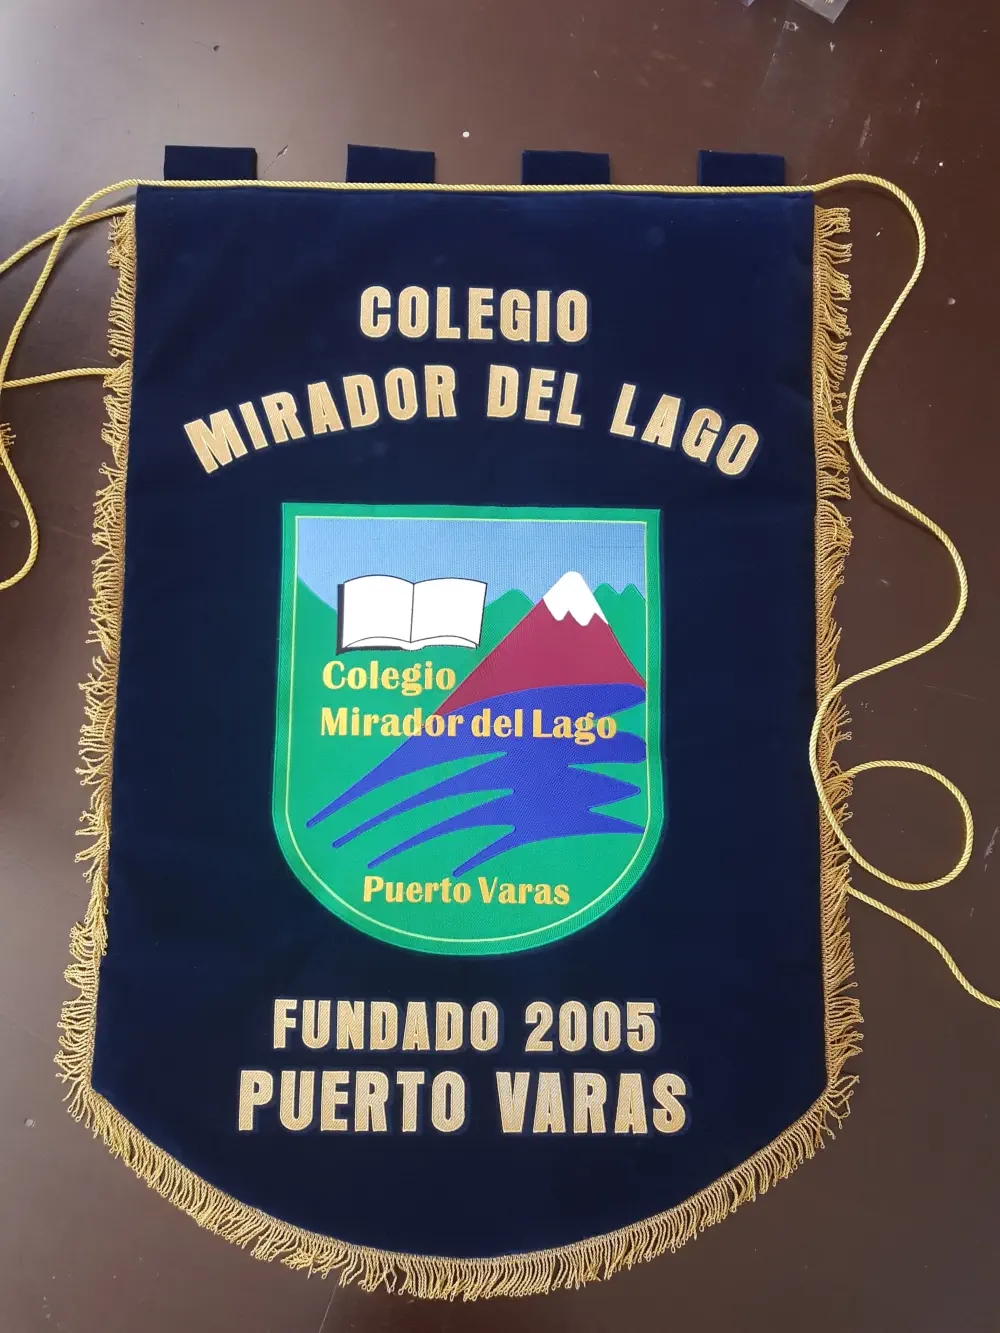 COLEGIO
MIRADOR DEL LAGO
Colegio
Mirador del Lago
Puerto Varas
FUNDADO 2005
PUERTO VARAS